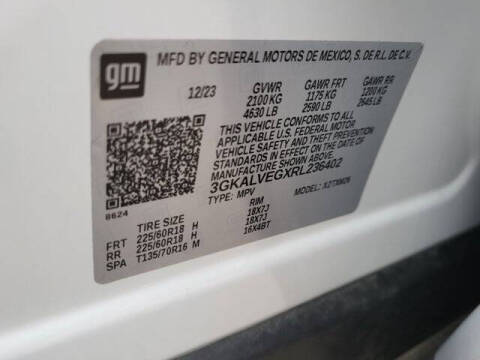 gm
MFD BY GENERAL MOTORS DE MEXICO, S. DE R.L. DE C.V.
12/23 GVWR GAWR FRT GAWR RR
2100 KG 1175 KG 1200 KG
4630 LB 2590 LB 2645 LB
THIS VEHICLE CONFORMS TO ALL
APPLICABLE U.S. FEDERAL MOTOR
VEHICLE SAFETY AND THEFT PREVENTION
STANDARDS IN EFFECT ON THE DATE OF
MANUFACTURE SHOWN ABOVE.
3GKALVEGXRL236402
TYPE: MPV MODEL:
8624
TIRE SIZE RIM
FRT 225/60R18 H 18X7J
RR 225/60R18 H 18X7J
SPA T135/70R16 M 16X4BT